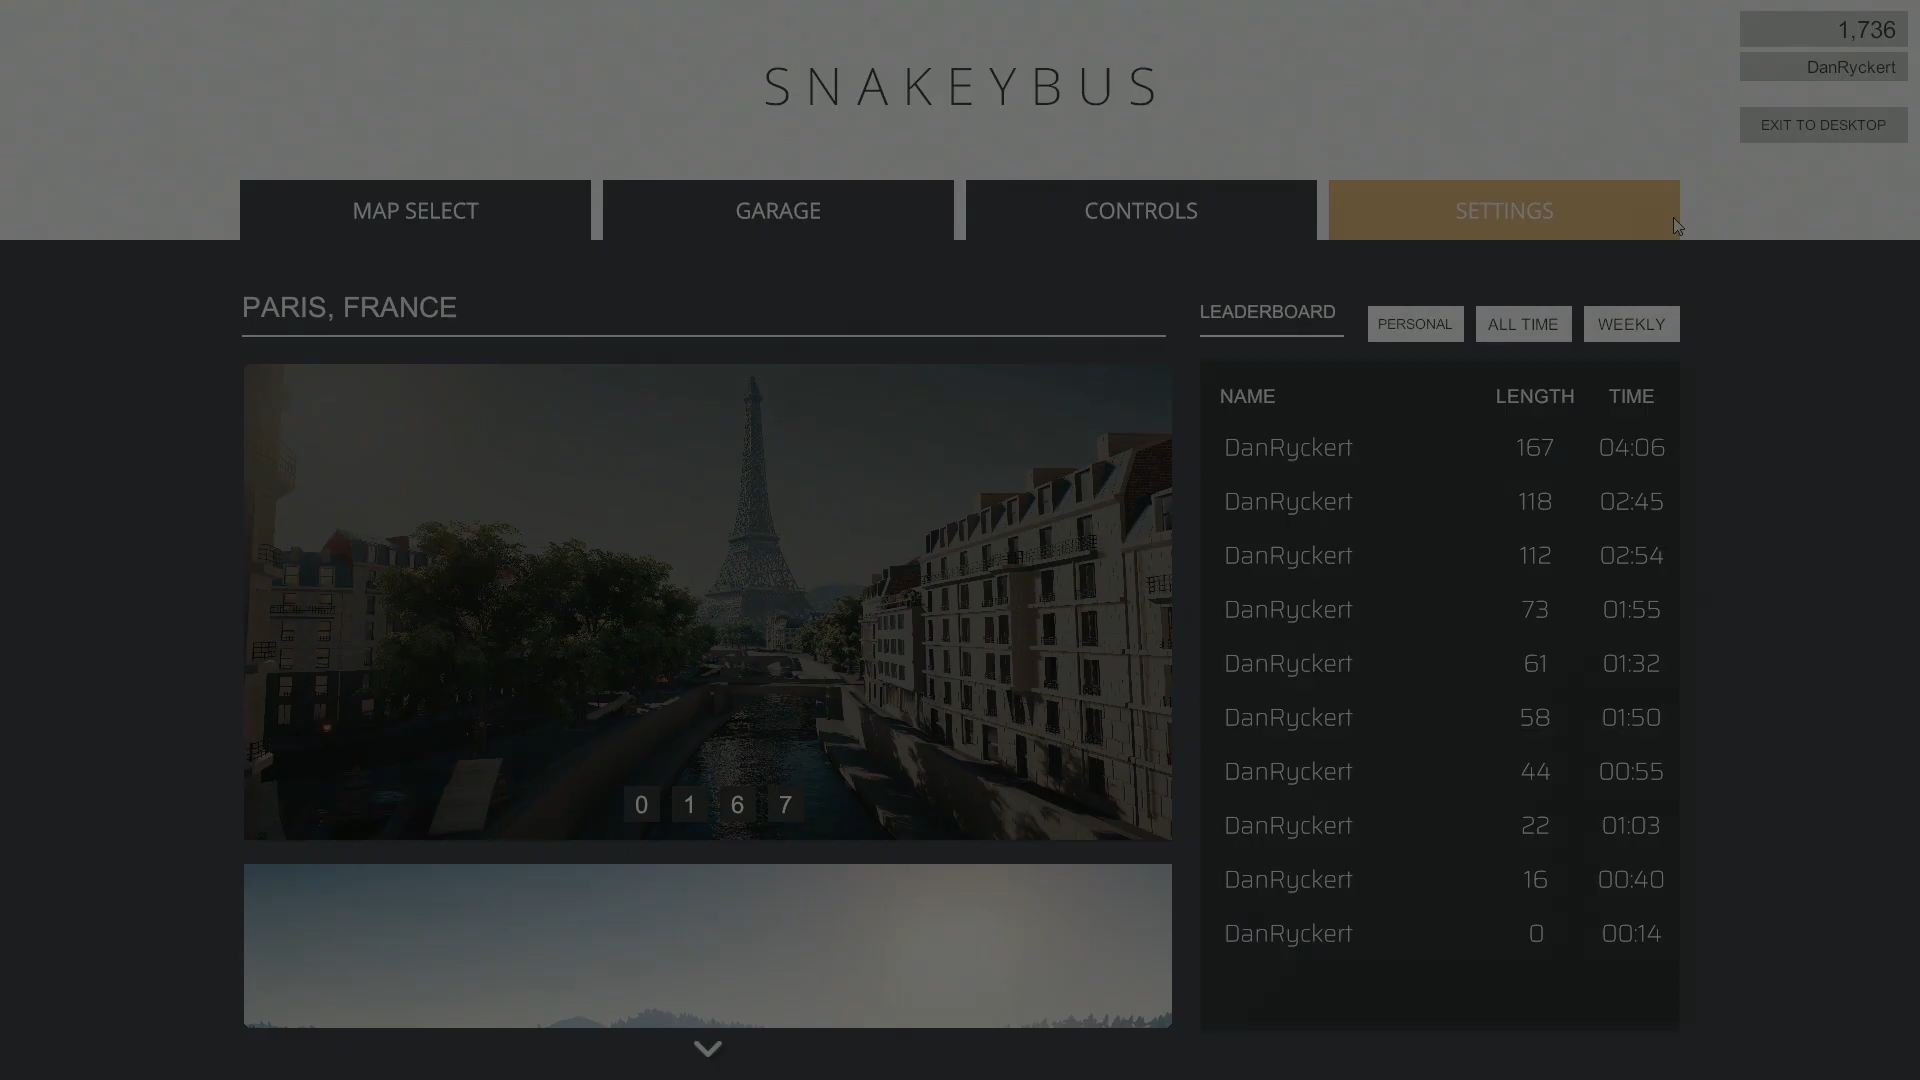 1,736
DanRyckert
EXIT TO DESKTOP
SNAKEYBUS
MAP SELECT GARAGE CONTROLS SETTINGS
PARIS, FRANCE
0 1 6 7
LEADERBOARD PERSONAL ALL TIME WEEKLY
NAME LENGTH TIME
DanRyckert 167 04:06
DanRyckert 118 02:45
DanRyckert 112 02:54
DanRyckert 73 01:55
DanRyckert 61 01:32
DanRyckert 58 01:50
DanRyckert 44 00:55
DanRyckert 22 01:03
DanRyckert 16 00:40
DanRyckert 0 00:14